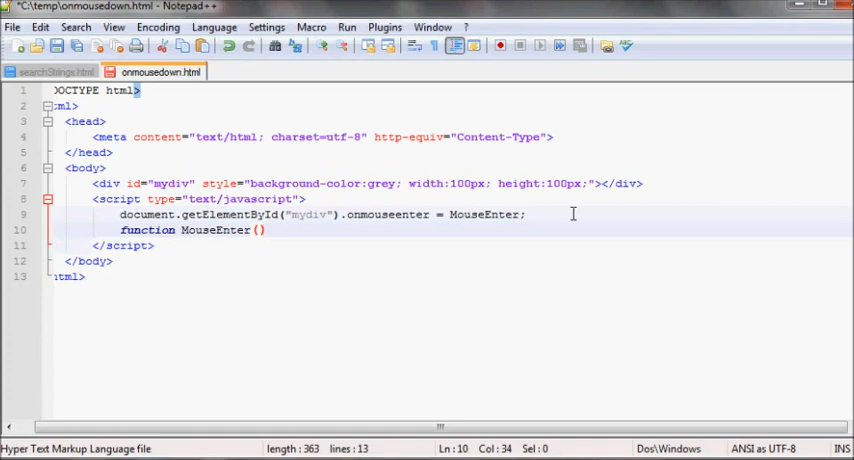 *C:\temp\onmousedown.html - Notepad++
File Edit Search View Encoding Language Settings Macro Run Plugins Window ?
searchStrings.html onmousedown.html
1 DOCTYPE html>
2 tml>
3 <head>
4 <meta content="text/html; charset=utf-8" http-equiv="Content-Type">
5 </head>
6 <body>
7 <div id="mydiv" style="background-color:grey; width:100px; height:100px;"></div>
8 <script type="text/javascript">
9 document.getElementById("mydiv").onmouseenter = MouseEnter;
10 function MouseEnter()
11 </script>
12 </body>
13 html>
Hyper Text Markup Language file length : 363 lines : 13 Ln : 10 Col : 34 Sel : 0 Dos\Windows ANSI as UTF-8 INS